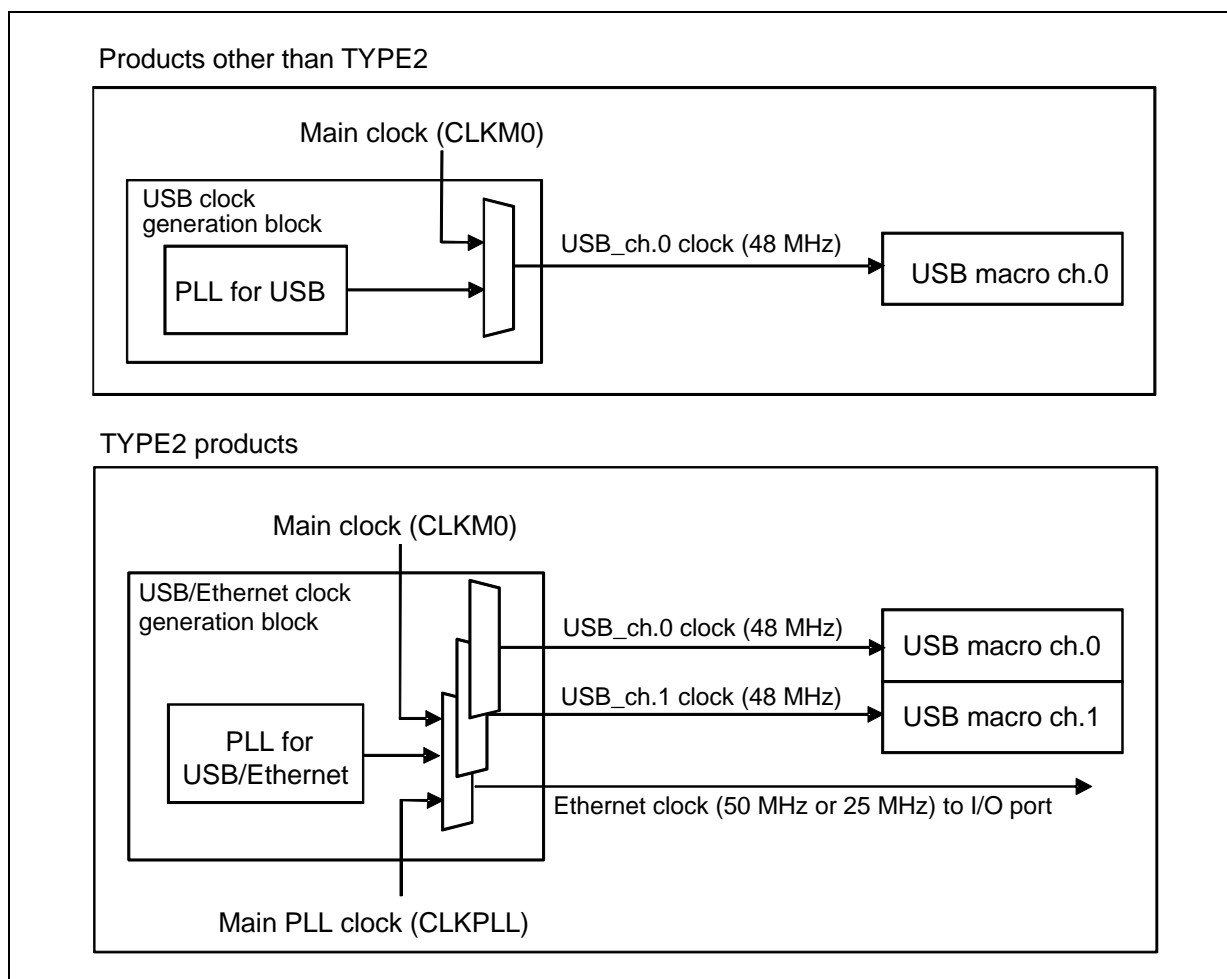 Products other than TYPE2
Main clock (CLKM0)
USB clock
generation block
PLL for USB
USB_ch.0 clock (48 MHz)
USB macro ch.0
TYPE2 products
Main clock (CLKM0)
USB/Ethernet clock
generation block
PLL for
USB/Ethernet
USB_ch.0 clock (48 MHz)
USB macro ch.0
USB_ch.1 clock (48 MHz)
USB macro ch.1
Ethernet clock (50 MHz or 25 MHz) to I/O port
Main PLL clock (CLKPLL)